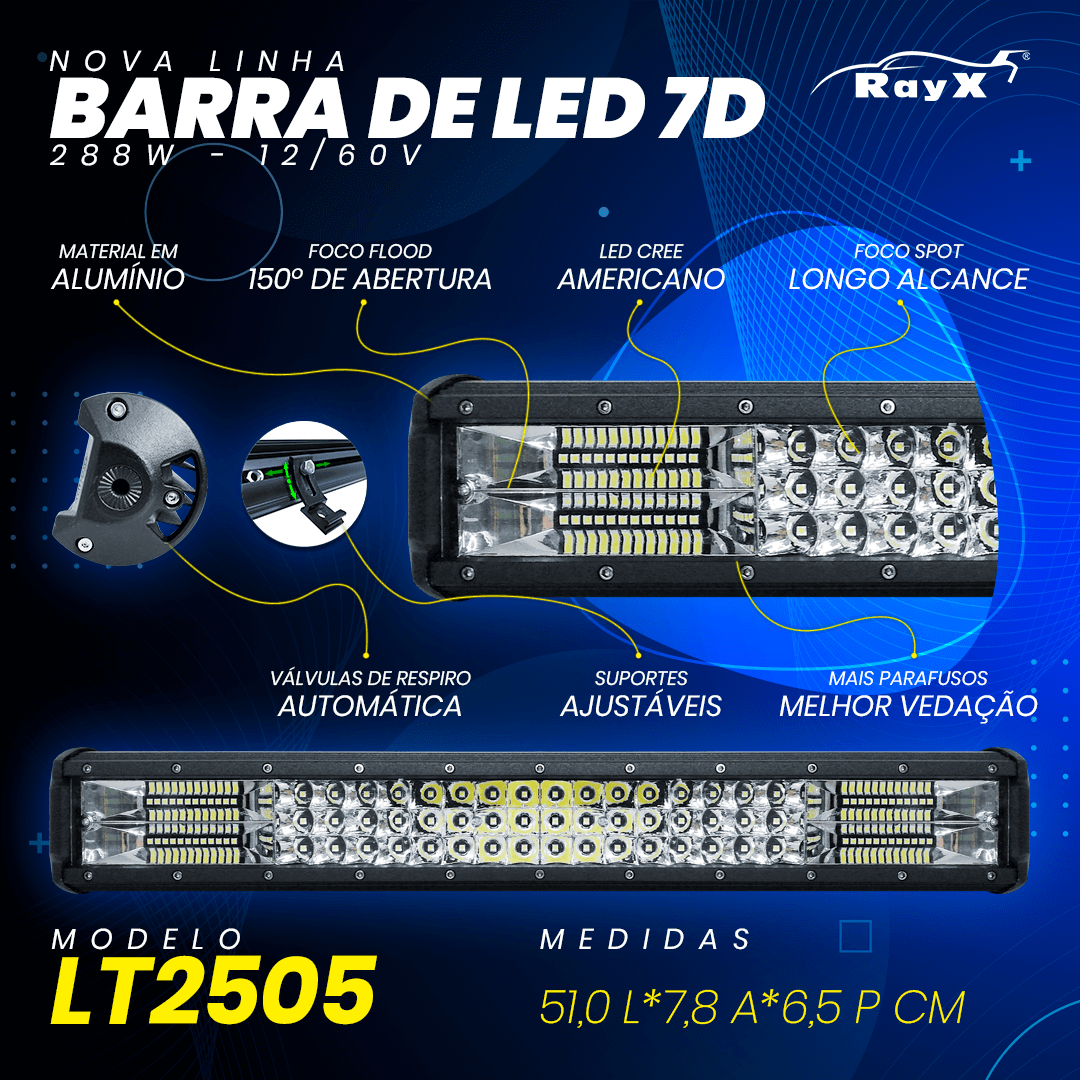 NOVA LINHA
BARRA DE LED 7D
288W - 12/60V
RayX®
MATERIAL EM
ALUMÍNIO
FOCO FLOOD
150º DE ABERTURA
LED CREE
AMERICANO
FOCO SPOT
LONGO ALCANCE
VÁLVULAS DE RESPIRO
AUTOMÁTICA
SUPORTES
AJUSTÁVEIS
MAIS PARAFUSOS
MELHOR VEDAÇÃO
MODELO
LT2505
MEDIDAS
51,0 L*7,8 A*6,5 P CM